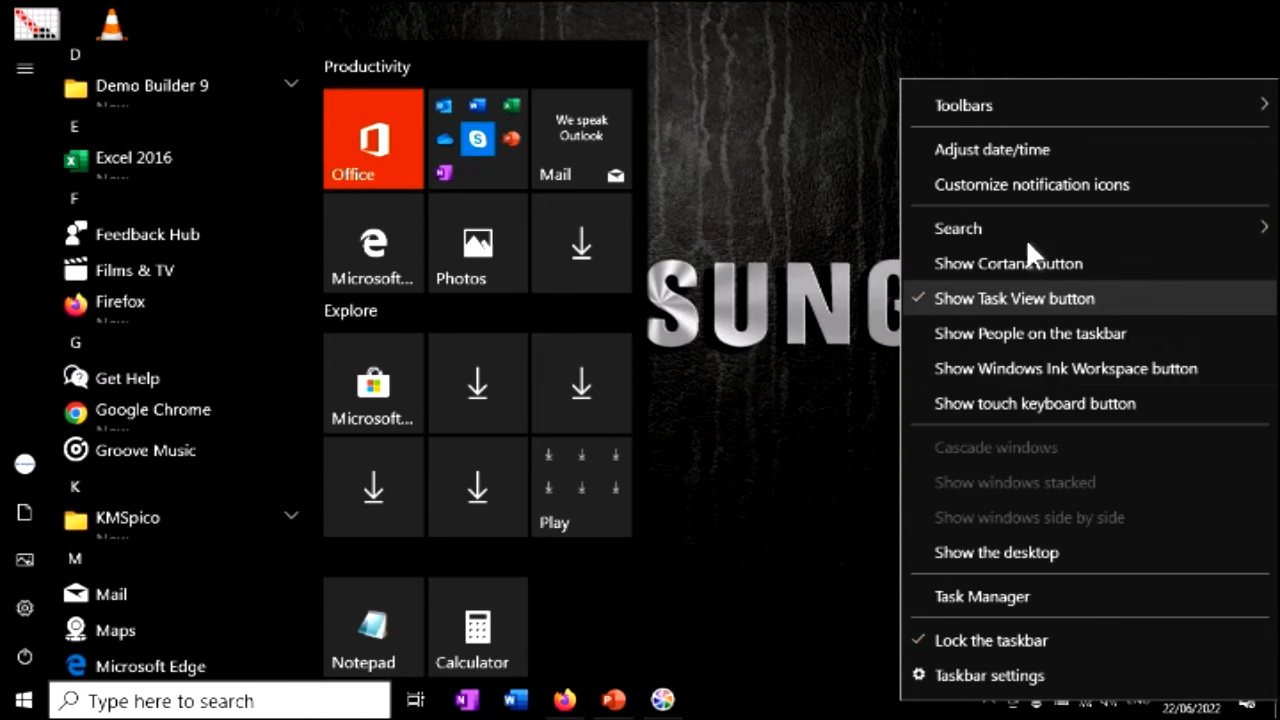 D
Demo Builder 9
E
Excel 2016
F
Feedback Hub
Films & TV
Firefox
G
Get Help
Google Chrome
Groove Music
K
KMSpico
M
Mail
Maps
Microsoft Edge
Productivity
Office
We speak
Outlook
Mail
Microsoft...
Photos
Explore
Microsoft...
Play
Notepad
Calculator
SUNG
Toolbars
Adjust date/time
Customize notification icons
Search
Show Cortana button
Show Task View button
Show People on the taskbar
Show Windows Ink Workspace button
Show touch keyboard button
Cascade windows
Show windows stacked
Show windows side by side
Show the desktop
Task Manager
Lock the taskbar
Taskbar settings
Type here to search
22/06/2022